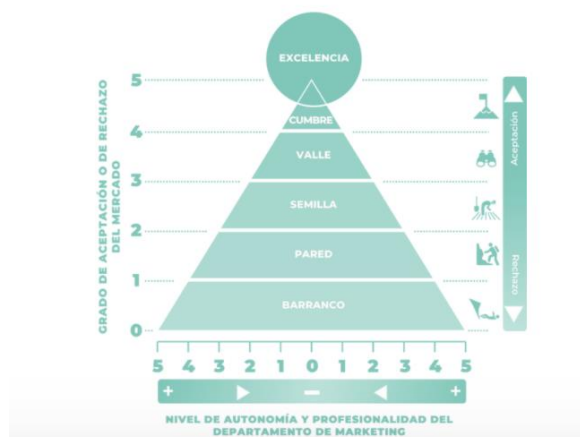 EXCELENCIA
5
CUMBRE
4
VALLE
3
SEMILLA
2
PARED
1
BARRANCO
0
GRADO DE ACEPTACIÓN O DE RECHAZO
DEL MERCADO
Aceptación
Rechazo
5 4 3 2 1 0 1 2 3 4 5
+ − +
NIVEL DE AUTONOMÍA Y PROFESIONALIDAD DEL
DEPARTAMENTO DE MARKETING